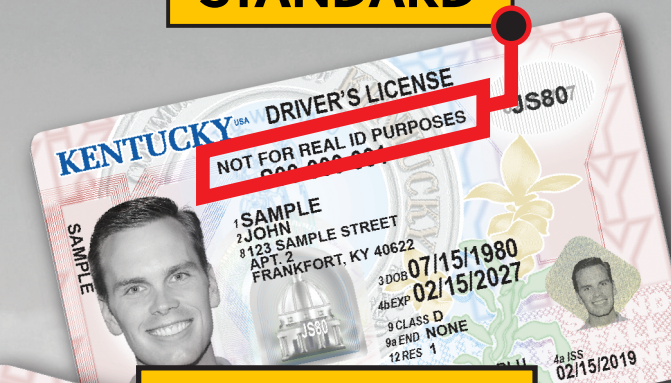 STANDARD
DRIVER'S LICENSE
KENTUCKY USA
NOT FOR REAL ID PURPOSES
JS80
SAMPLE
1 SAMPLE
2 JOHN
8 123 SAMPLE STREET
APT. 2
FRANKFORT, KY 40622
3 DOB 07/15/1980
4b EXP 02/15/2027
JS80
9 CLASS D
9a END NONE
12 RES 1
4a ISS
02/15/2019